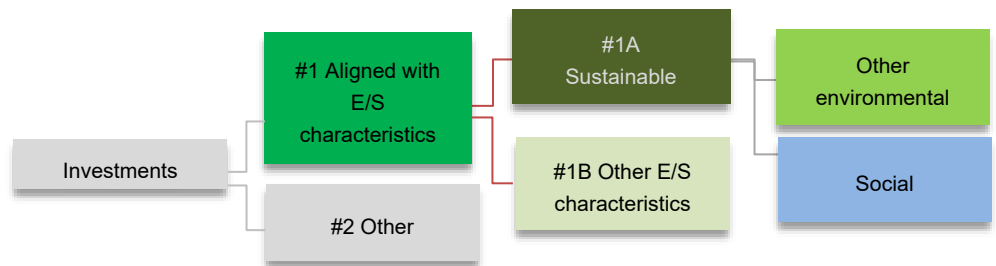 Investments
#1 Aligned with
E/S
characteristics
#2 Other
#1A
Sustainable
#1B Other E/S
characteristics
Other
environmental
Social